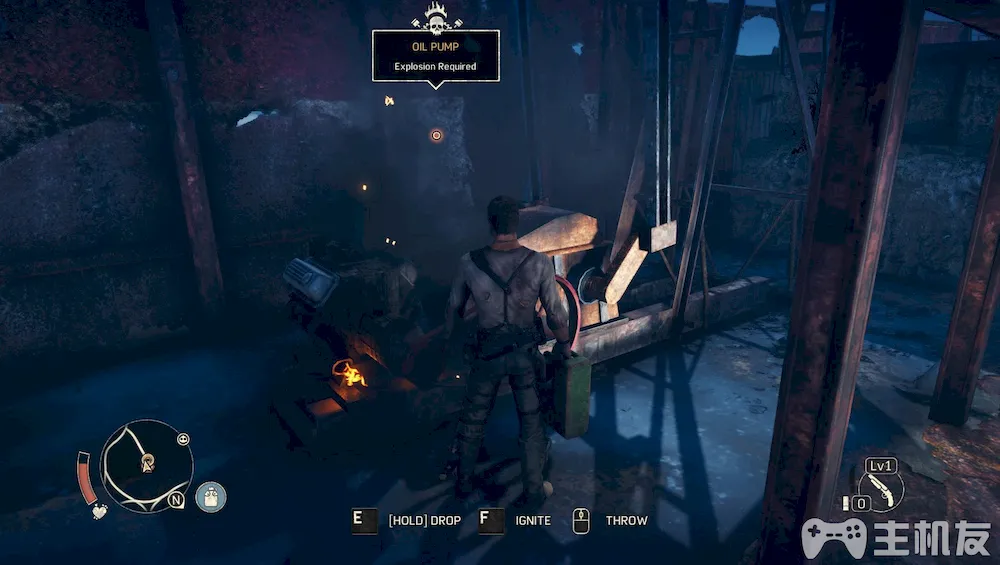 OIL PUMP
Explosion Required
N
Lv1
0
E [HOLD] DROP F IGNITE THROW
主机友